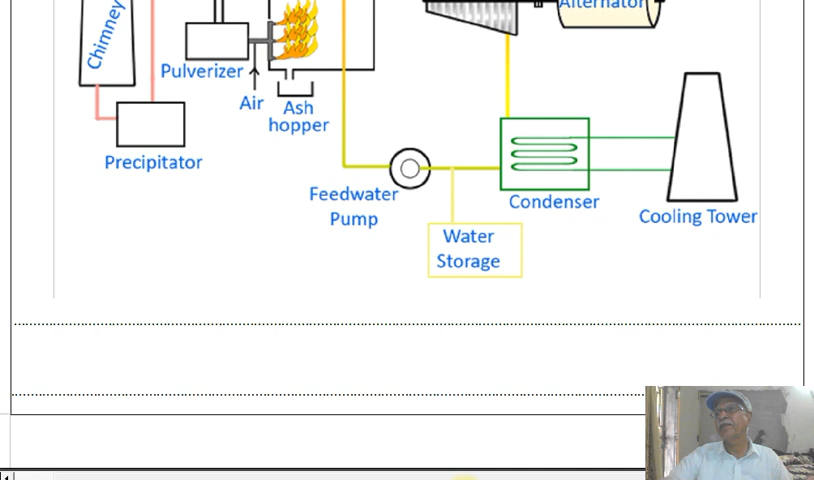 Alternator
Chimney
Pulverizer
Air
Ash
hopper
Precipitator
Feedwater
Pump
Condenser
Cooling Tower
Water
Storage